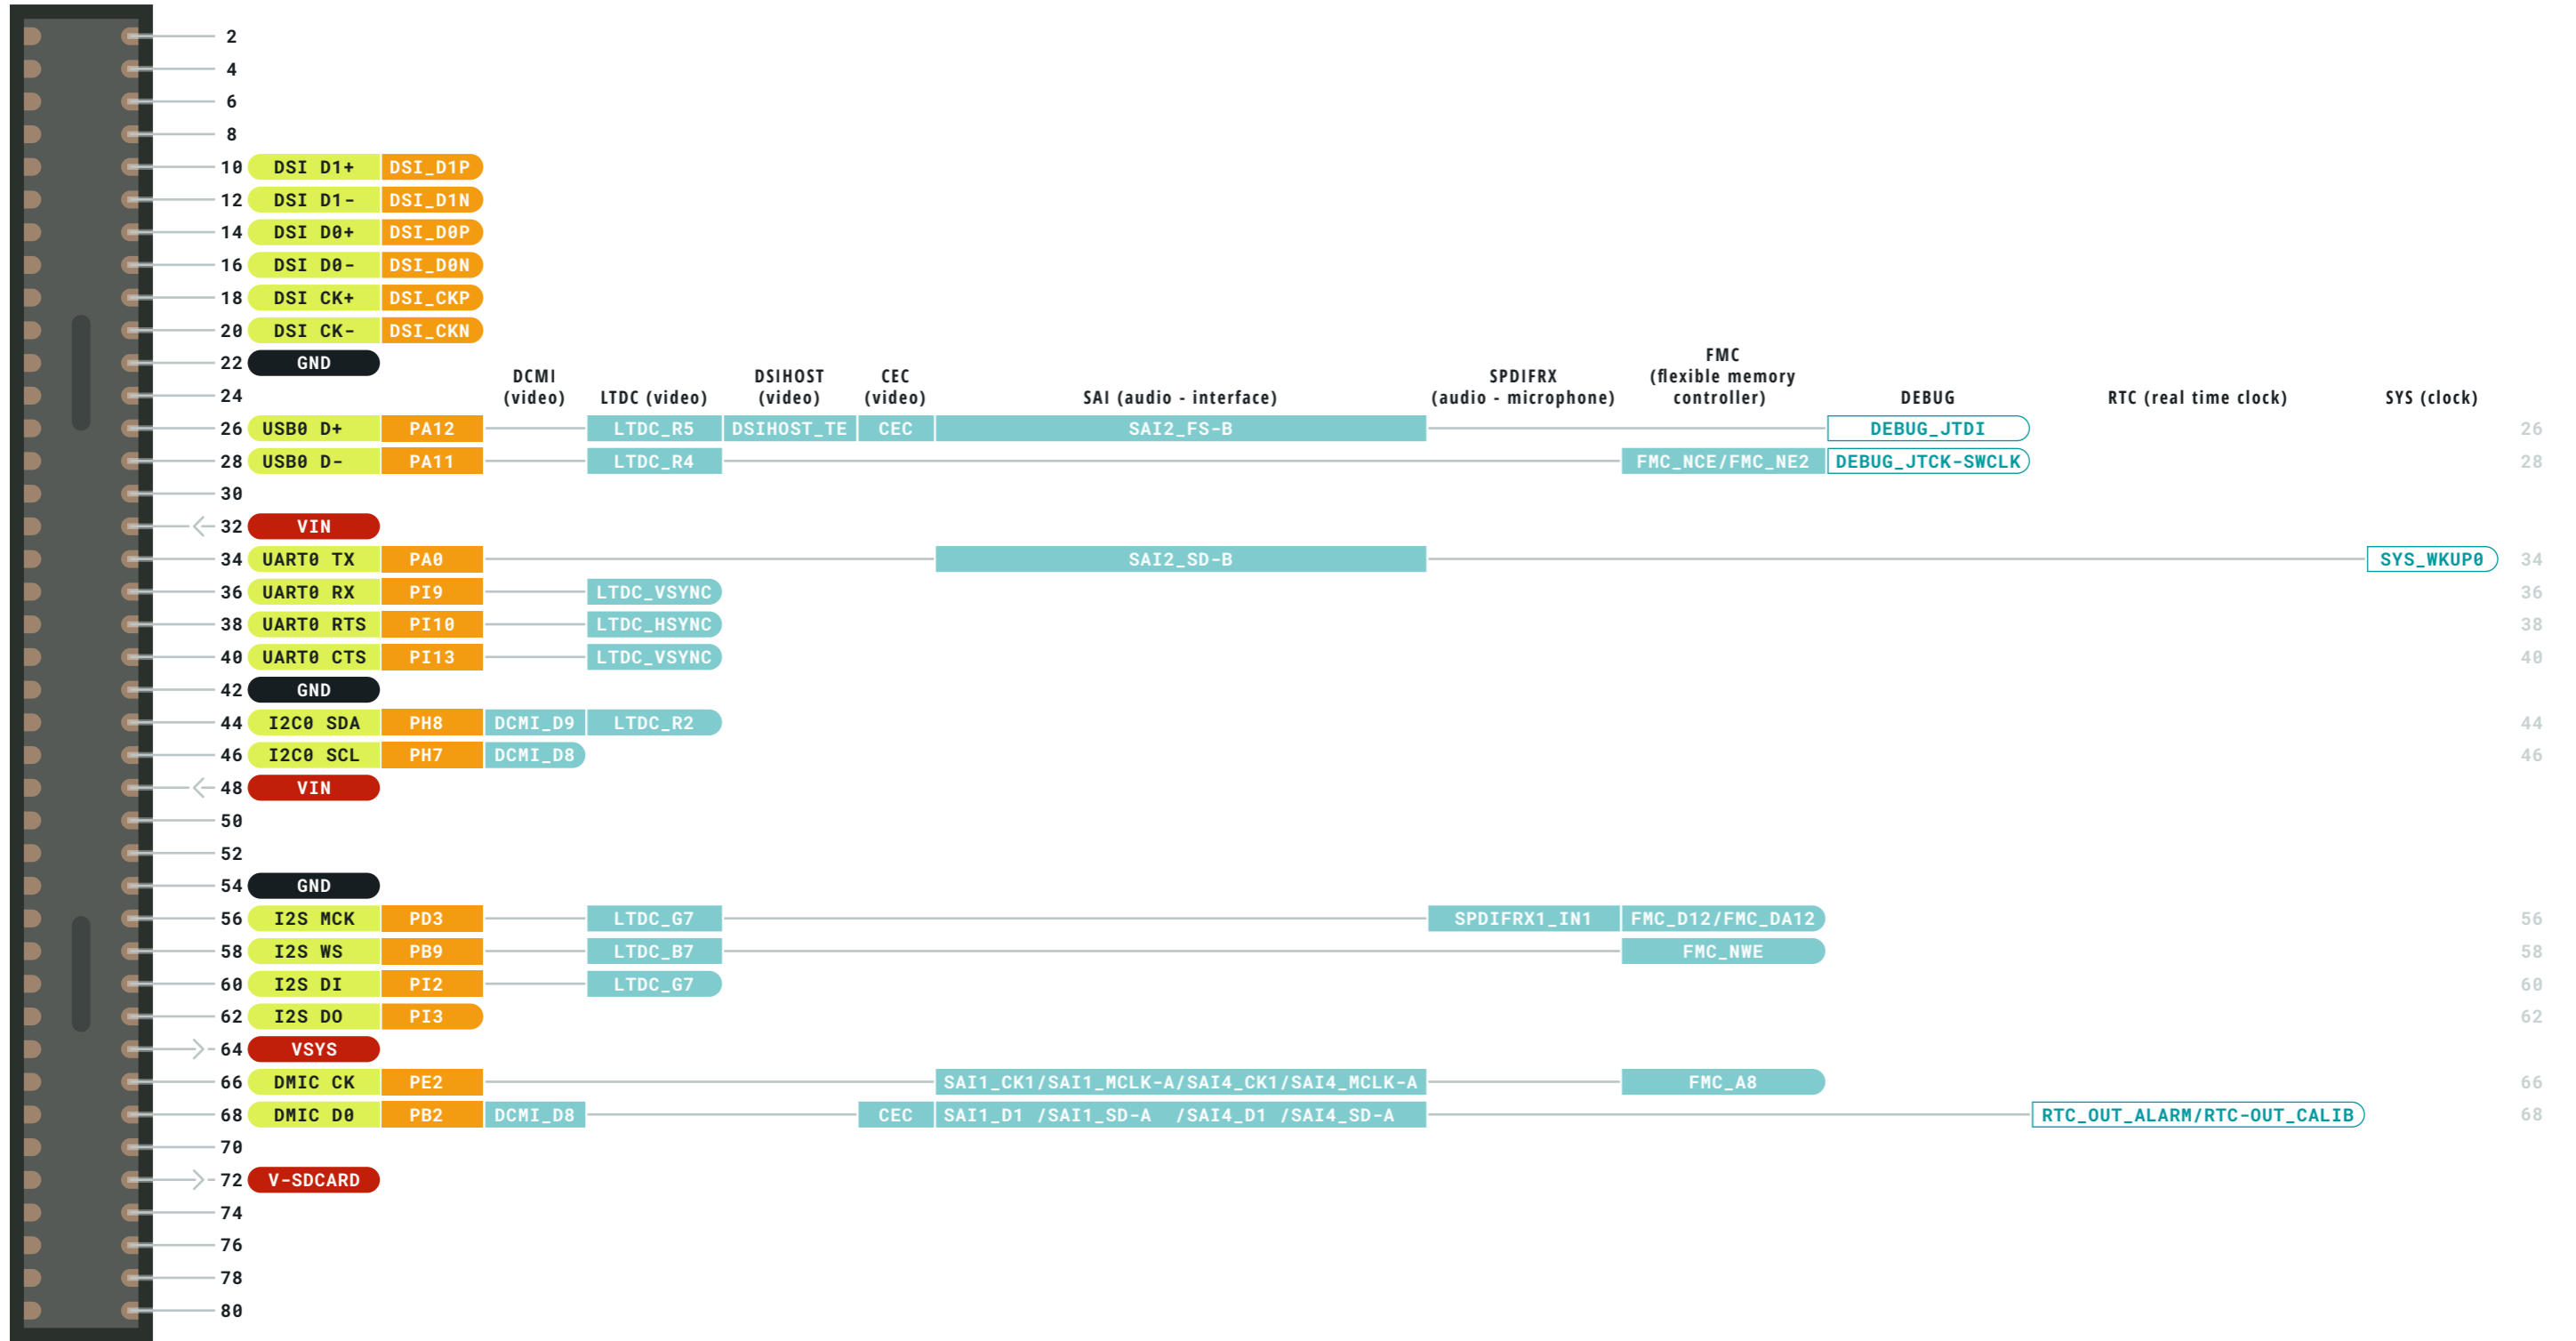 2
4
6
8
10 DSI D1+ DSI_D1P
12 DSI D1- DSI_D1N
14 DSI D0+ DSI_D0P
16 DSI D0- DSI_D0N
18 DSI CK+ DSI_CKP
20 DSI CK- DSI_CKN
22 GND
24
DCMI (video)
LTDC (video)
DSIHOST (video)
CEC (video)
SAI (audio - interface)
SPDIFRX (audio - microphone)
FMC (flexible memory controller)
DEBUG
RTC (real time clock)
SYS (clock)
26 USB0 D+ PA12 LTDC_R5 DSIHOST_TE CEC SAI2_FS-B DEBUG_JTDI 26
28 USB0 D- PA11 LTDC_R4 FMC_NCE/FMC_NE2 DEBUG_JTCK-SWCLK 28
30
32 VIN
34 UART0 TX PA0 SAI2_SD-B SYS_WKUP0 34
36 UART0 RX PI9 LTDC_VSYNC 36
38 UART0 RTS PI10 LTDC_HSYNC 38
40 UART0 CTS PI13 LTDC_VSYNC 40
42 GND
44 I2C0 SDA PH8 DCMI_D9 LTDC_R2 44
46 I2C0 SCL PH7 DCMI_D8 46
48 VIN
50
52
54 GND
56 I2S MCK PD3 LTDC_G7 SPDIFRX1_IN1 FMC_D12/FMC_DA12 56
58 I2S WS PB9 LTDC_B7 FMC_NWE 58
60 I2S DI PI2 LTDC_G7 60
62 I2S DO PI3 62
64 VSYS
66 DMIC CK PE2 SAI1_CK1/SAI1_MCLK-A/SAI4_CK1/SAI4_MCLK-A FMC_A8 66
68 DMIC D0 PB2 DCMI_D8 CEC SAI1_D1 /SAI1_SD-A /SAI4_D1 /SAI4_SD-A RTC_OUT_ALARM/RTC-OUT_CALIB 68
70
72 V-SDCARD
74
76
78
80